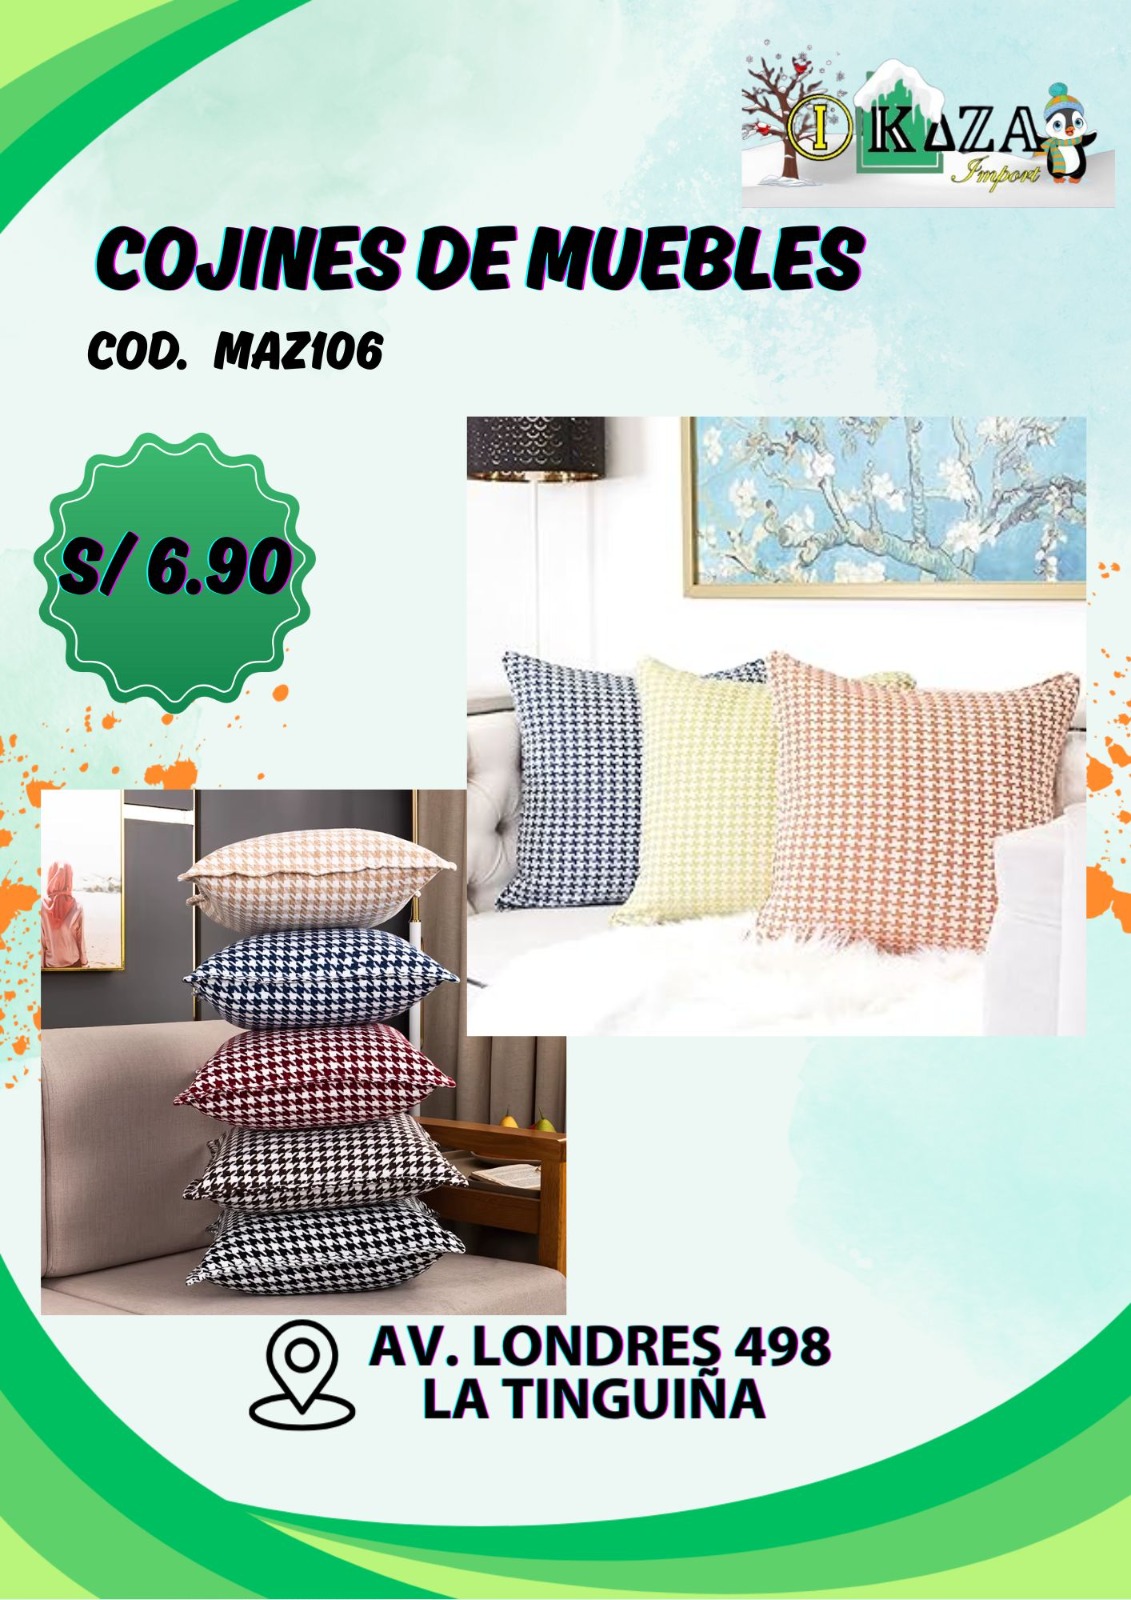 I KAZA
Import
COJINES DE MUEBLES
COD. MAZ106
S/ 6.90
AV. LONDRES 498
LA TINGUIÑA